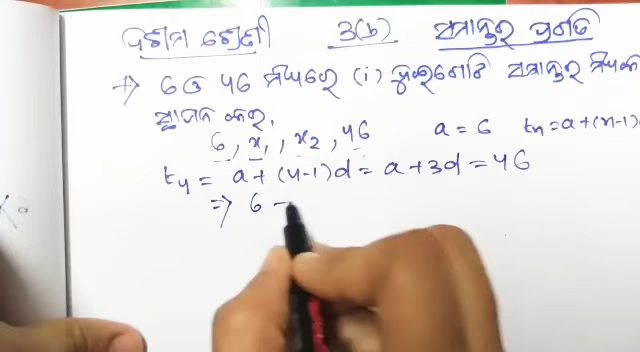 ଦଶମ ଶ୍ରେଣୀ 3(b) ସମାନ୍ତର ପ୍ରଗତି
⇒ 6 ଓ 46 ମଧ୍ୟରେ (i) ଦୁଇଗୋଟି ସମାନ୍ତର ମଧ୍ୟକ
ସ୍ଥାପନ କର.
6, x₁, x₂, 46 a = 6 tn = a+(n-1)
t₄ = a + (4-1)d = a + 3d = 46
⇒ 6 -